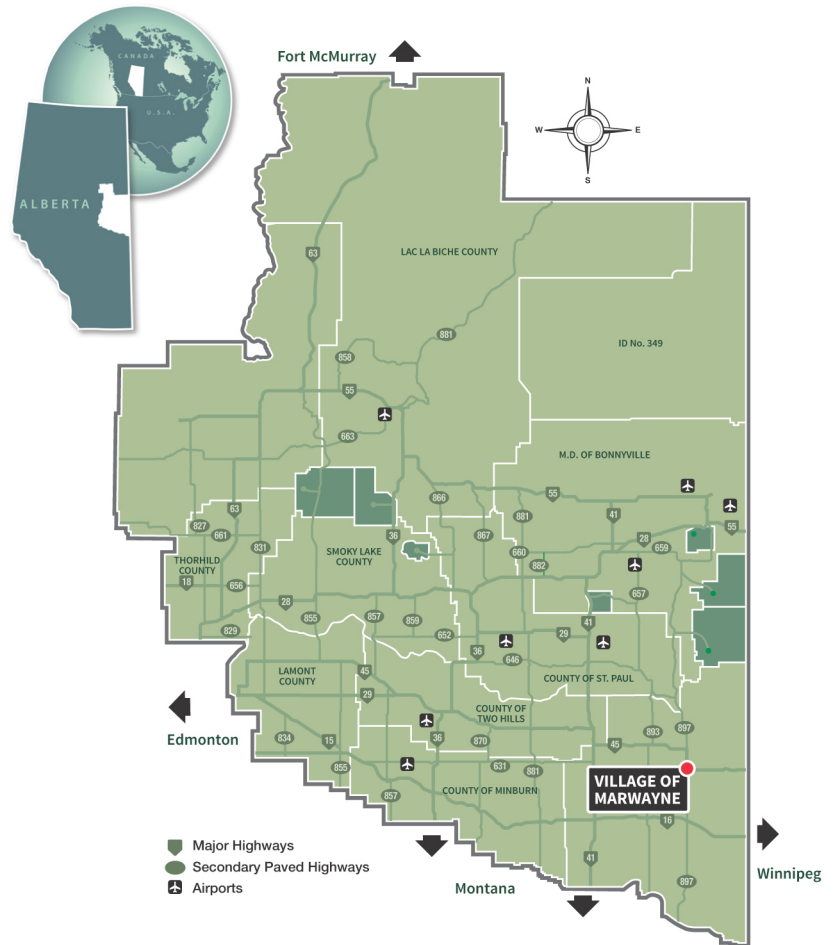 Fort McMurray
CANADA
U.S.A.
ALBERTA
N
W
E
S
63
LAC LA BICHE COUNTY
881
ID No. 349
858
55
663
M.D. OF BONNYVILLE
866
55
881
41
63
827
661
831
36
867
28
659
55
SMOKY LAKE
COUNTY
THORHILD
COUNTY
660
882
18
656
657
28
855
857
859
829
652
41
29
36
646
LAMONT
COUNTY
45
COUNTY OF ST. PAUL
29
COUNTY OF
TWO HILLS
Edmonton
834
15
36
870
45
893
897
855
631
881
VILLAGE OF
MARWAYNE
857
COUNTY OF MINBURN
16
Major Highways
Secondary Paved Highways
Airports
41
Montana
Winnipeg
897